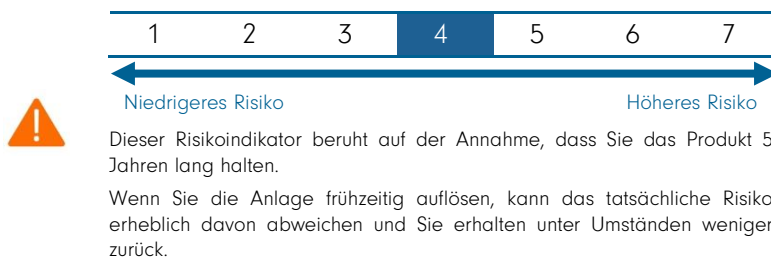 1 2 3 4 5 6 7
Niedrigeres Risiko Höheres Risiko
Dieser Risikoindikator beruht auf der Annahme, dass Sie das Produkt 5
Jahren lang halten.
Wenn Sie die Anlage frühzeitig auflösen, kann das tatsächliche Risiko
erheblich davon abweichen und Sie erhalten unter Umständen weniger
zurück.